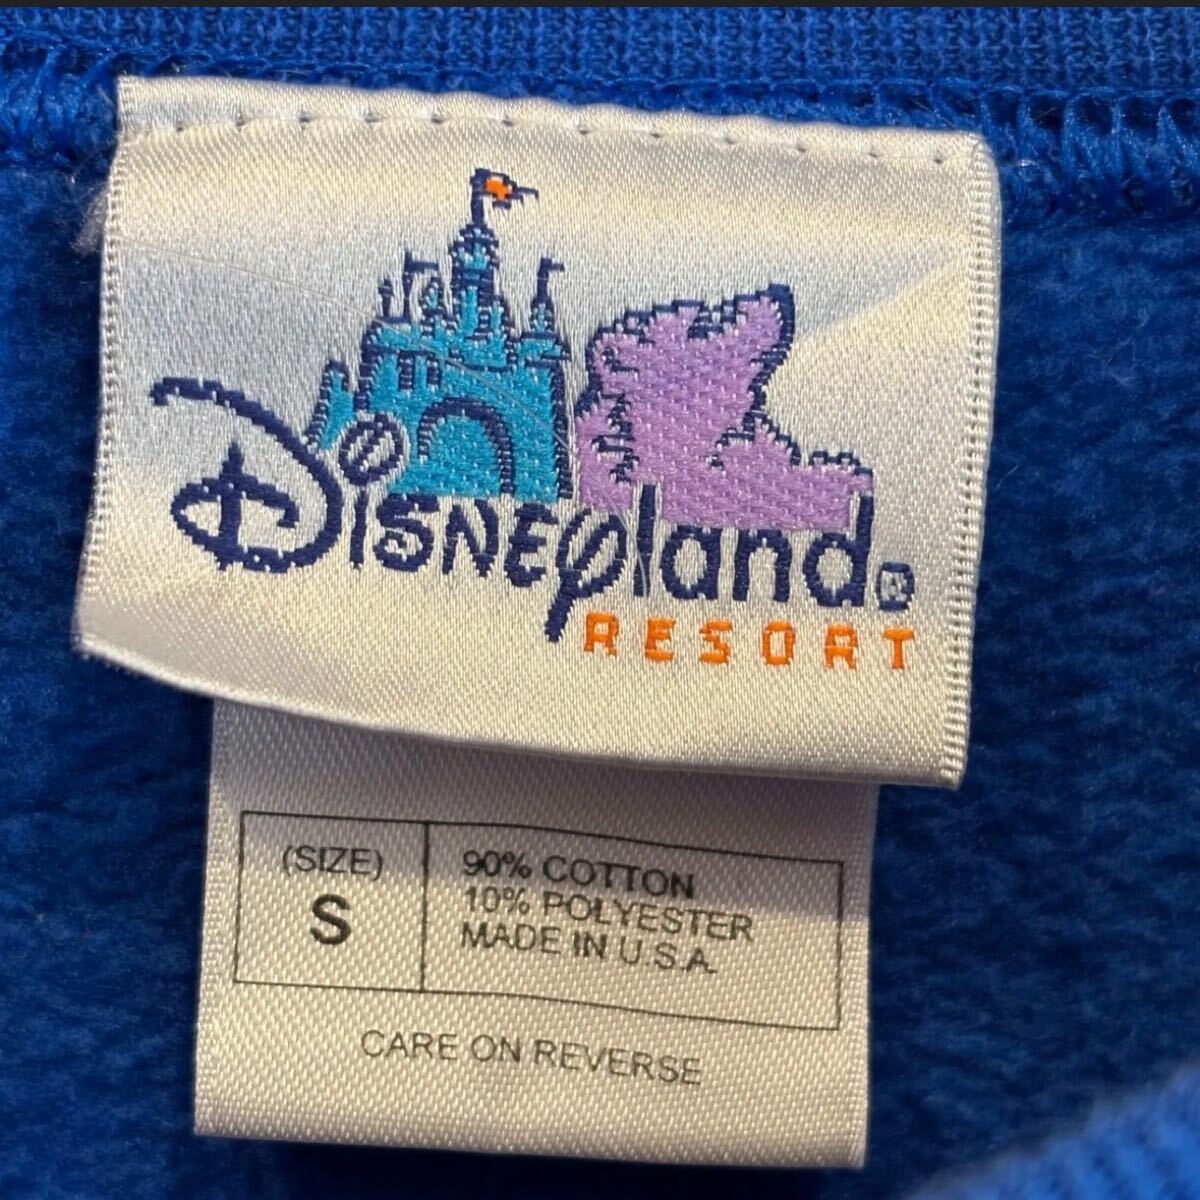 Disneyland®
RESORT
(SIZE)
S
90% COTTON
10% POLYESTER
MADE IN U.S.A.
CARE ON REVERSE